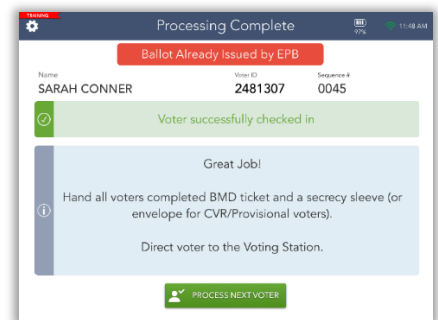 TRAINING
Processing Complete
97%
11:48 AM
Ballot Already Issued by EPB
Name
Voter ID
Sequence #
SARAH CONNER
2481307
0045
Voter successfully checked in
Great Job!
Hand all voters completed BMD ticket and a secrecy sleeve (or
envelope for CVR/Provisional voters).
Direct voter to the Voting Station.
PROCESS NEXT VOTER